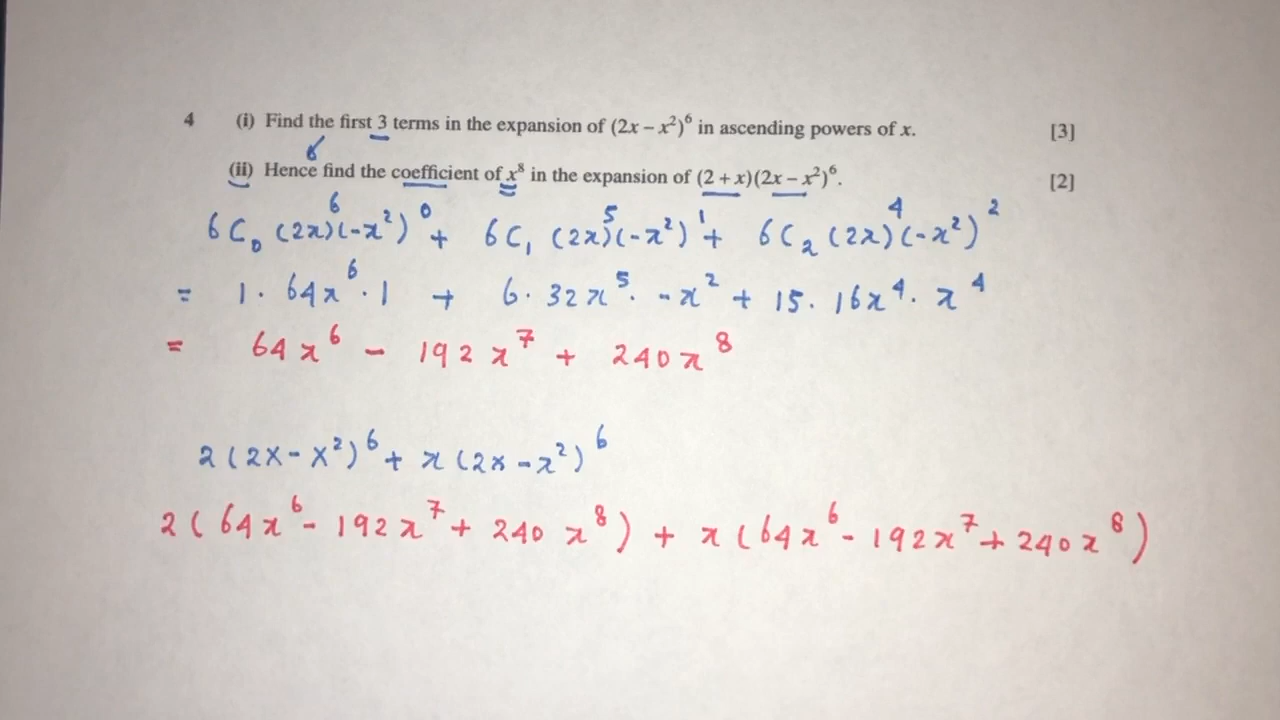 4 (i) Find the first 3 terms in the expansion of (2x – x²)⁶ in ascending powers of x. [3]
(ii) Hence find the coefficient of x⁸ in the expansion of (2 + x)(2x – x²)⁶. [2]
6C₀ (2x)⁶(-x²)⁰ + 6C₁ (2x)⁵(-x²)¹ + 6C₂ (2x)⁴(-x²)²
= 1 · 64x⁶ · 1 + 6 · 32x⁵ · -x² + 15 · 16x⁴ · x⁴
= 64x⁶ - 192x⁷ + 240x⁸
2(2x - x²)⁶ + x(2x - x²)⁶
2(64x⁶ - 192x⁷ + 240x⁸) + x(64x⁶ - 192x⁷ + 240x⁸)